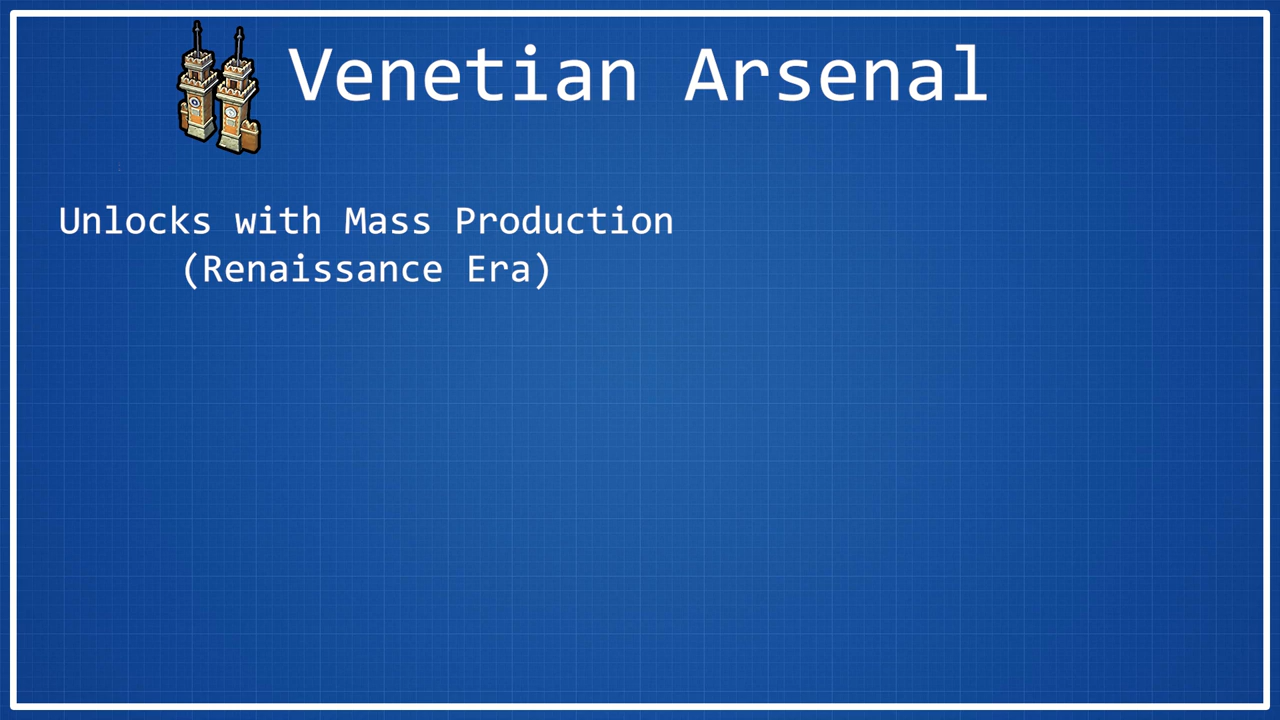 Venetian Arsenal
Unlocks with Mass Production
(Renaissance Era)